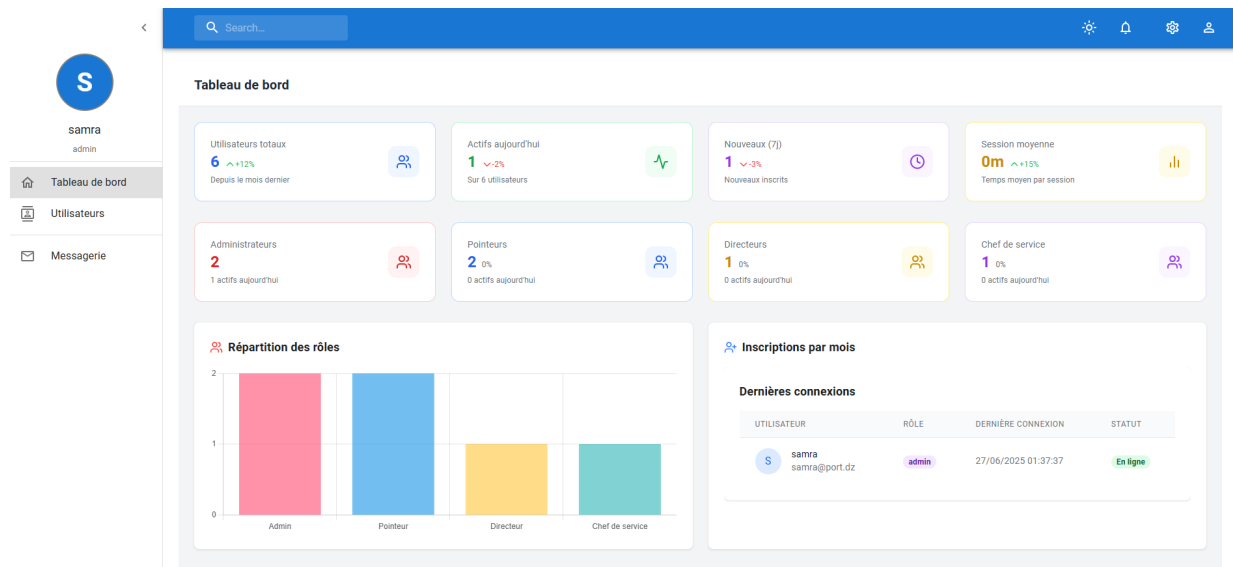 Search...
S
samra
admin
Tableau de bord
Utilisateurs
Messagerie
Tableau de bord
Utilisateurs totaux
6 +12%
Depuis le mois dernier
Actifs aujourd'hui
1 -2%
Sur 6 utilisateurs
Nouveaux (7j)
1 -3%
Nouveaux inscrits
Session moyenne
0m +15%
Temps moyen par session
Administrateurs
2
1 actifs aujourd'hui
Pointeurs
2 0%
0 actifs aujourd'hui
Directeurs
1 0%
0 actifs aujourd'hui
Chef de service
1 0%
0 actifs aujourd'hui
Répartition des rôles
2
1
0
Admin Pointeur Directeur Chef de service
Inscriptions par mois
Dernières connexions
UTILISATEUR RÔLE DERNIÈRE CONNEXION STATUT
S samra admin 27/06/2025 01:37:37 En ligne
samra@port.dz